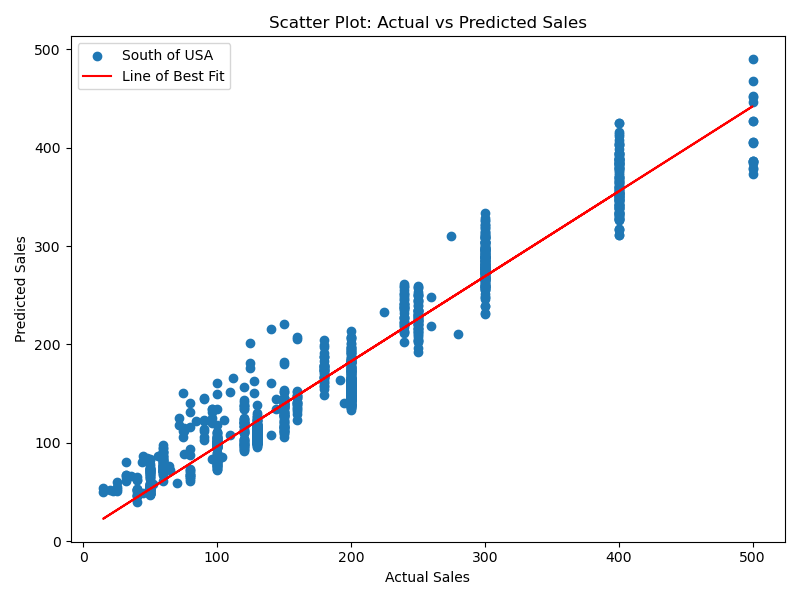 Scatter Plot: Actual vs Predicted Sales
South of USA
Line of Best Fit
500
400
300
200
100
0
Predicted Sales
0 100 200 300 400 500
Actual Sales